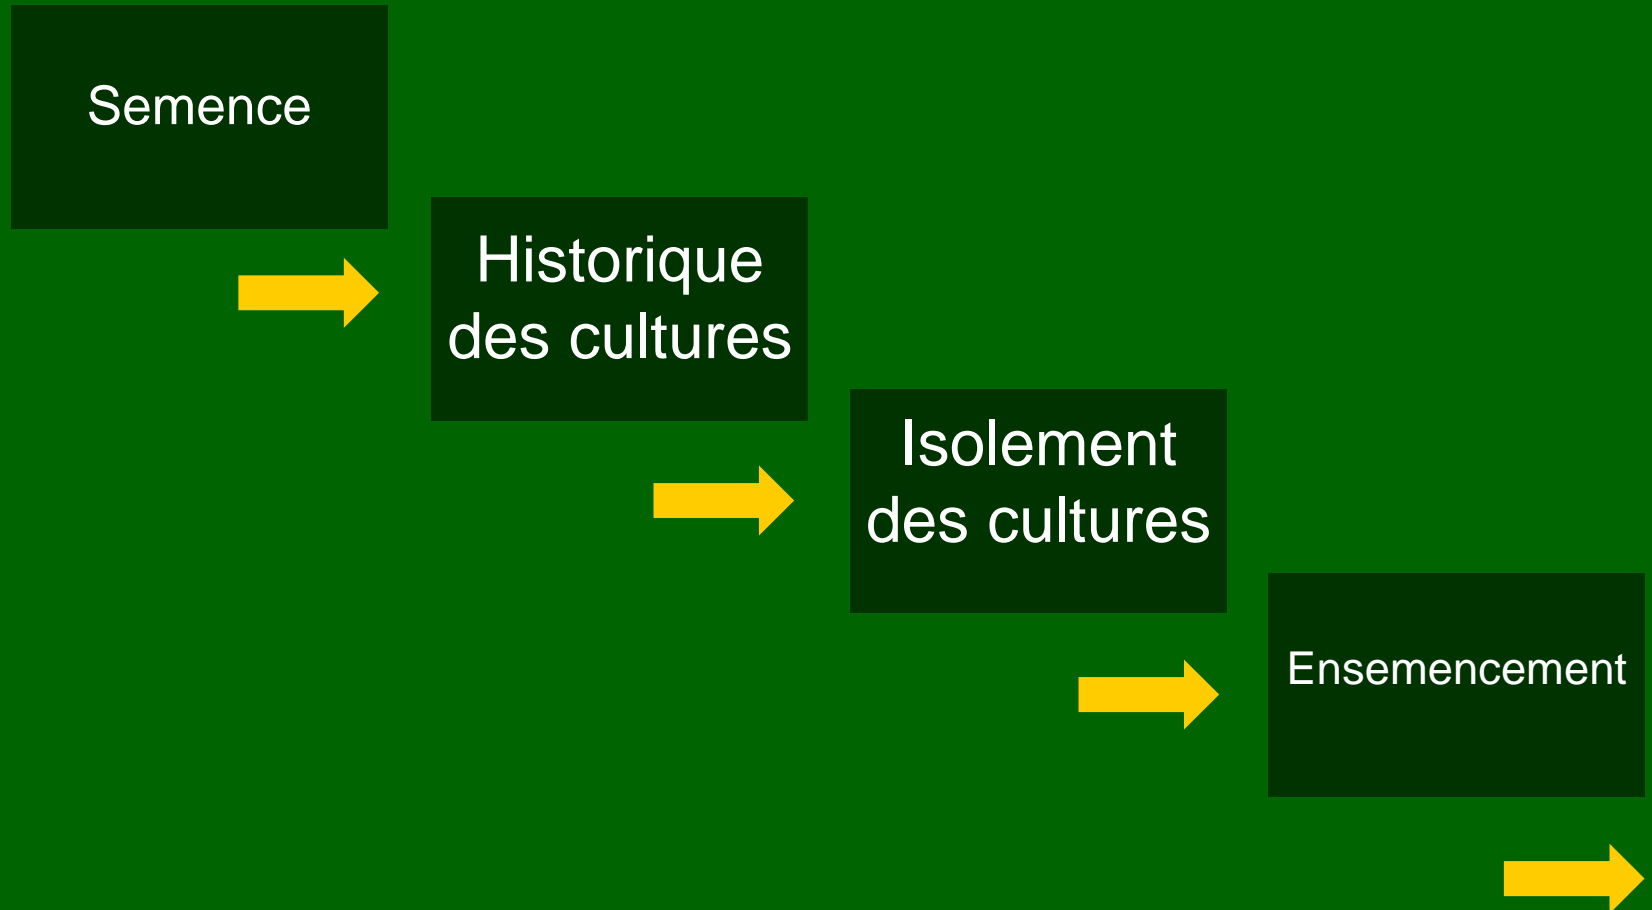 Semence
Historique
des cultures
Isolement
des cultures
Ensemencement